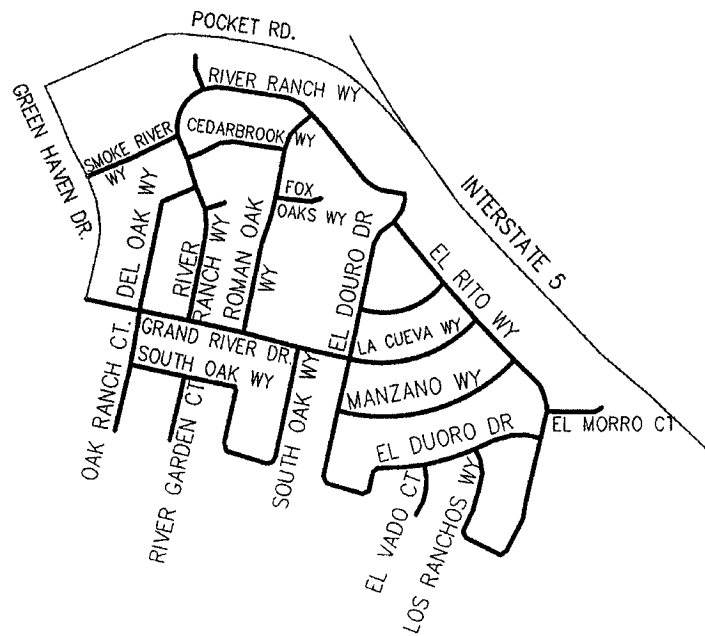 POCKET RD.
RIVER RANCH WY
GREEN HAVEN DR.
SMOKE RIVER
WY
CEDARBROOK WY
FOX
OAKS WY
INTERSTATE 5
DEL OAK WY
RIVER
RANCH WY
ROMAN OAK
WY
EL DOURO DR
EL RITO WY
LA CUEVA WY
GRAND RIVER DR.
SOUTH OAK WY
MANZANO WY
EL DUORO DR
EL MORRO CT
OAK RANCH CT.
RIVER GARDEN CT
SOUTH OAK WY
EL VADO CT
LOS RANCHOS WY